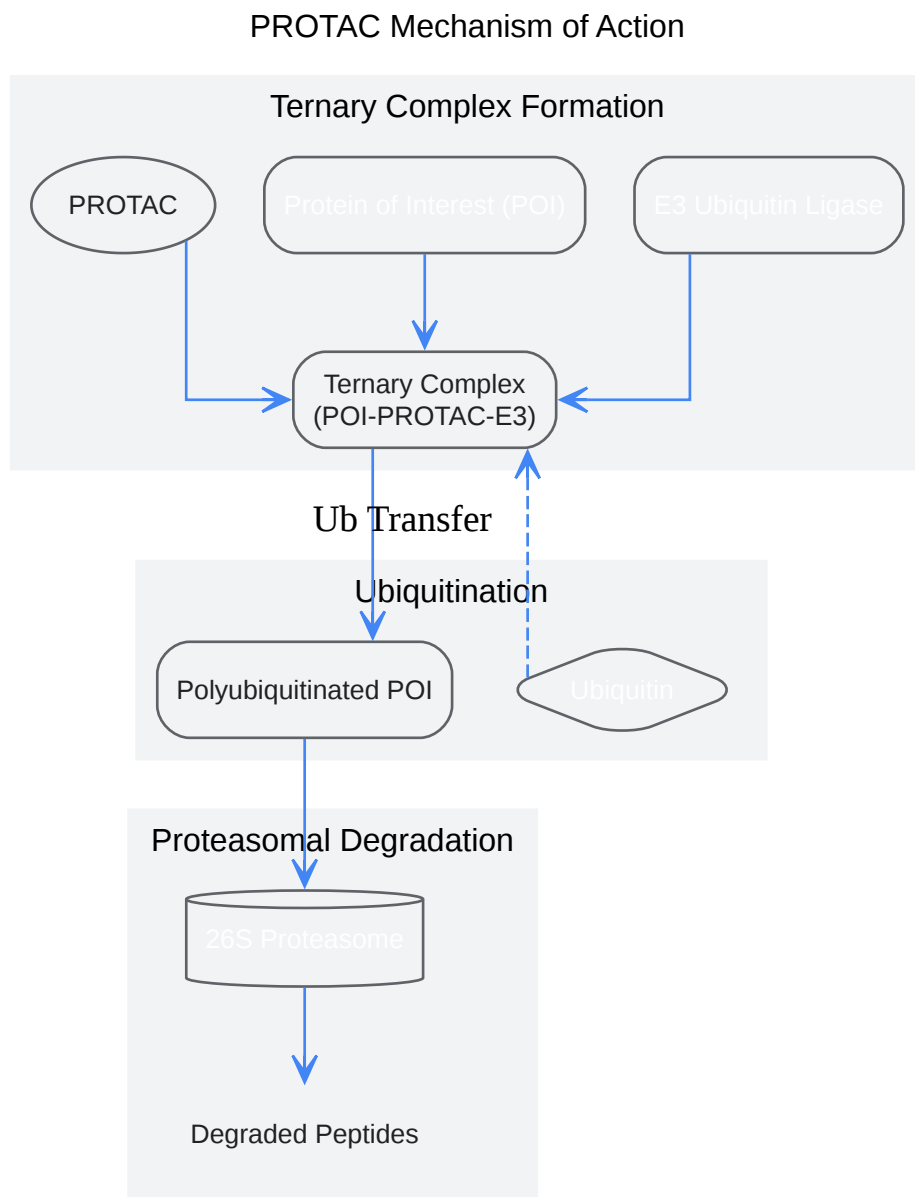 PROTAC Mechanism of Action
Ternary Complex Formation
PROTAC
Protein of Interest (POI)
E3 Ubiquitin Ligase
Ternary Complex
(POI-PROTAC-E3)
Ub Transfer
Ubiquitination
Polyubiquitinated POI
Ubiquitin
Proteasomal Degradation
26S Proteasome
Degraded Peptides